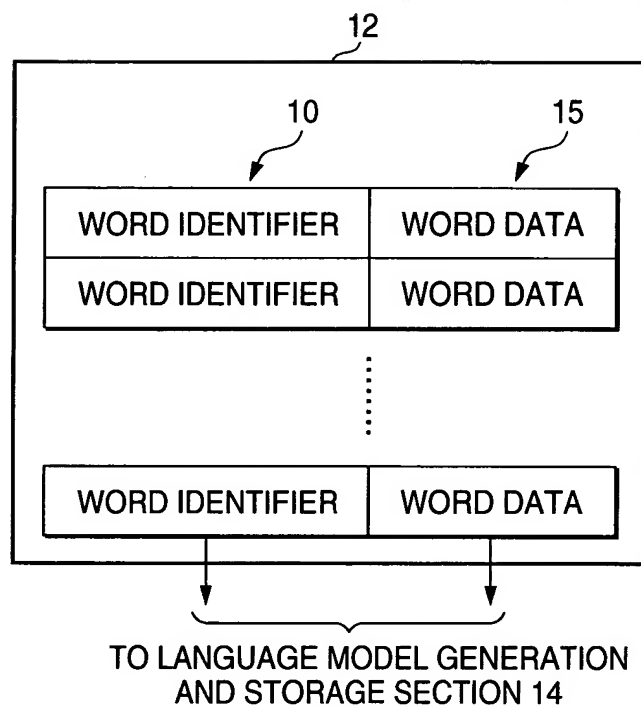 12
10 15
WORD IDENTIFIER WORD DATA
WORD IDENTIFIER WORD DATA
WORD IDENTIFIER WORD DATA
TO LANGUAGE MODEL GENERATION
AND STORAGE SECTION 14